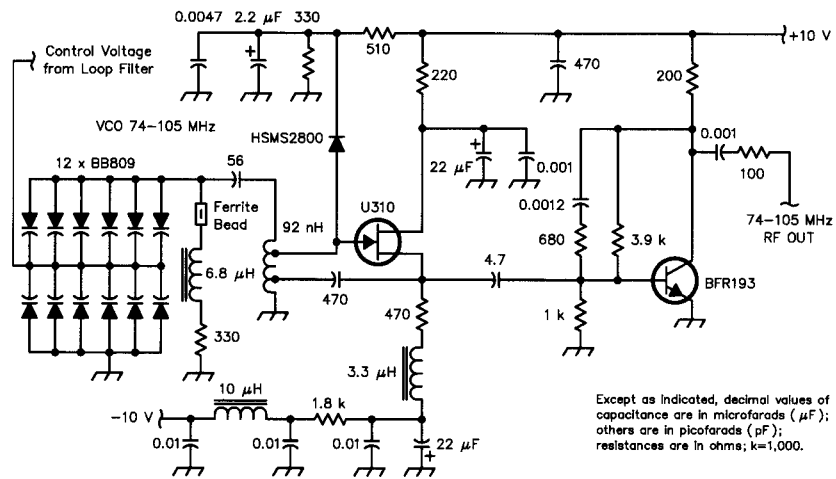 0.0047
2.2 µF
330
Control Voltage
from Loop Filter
510
+10 V
220
470
200
VCO 74–105 MHz
HSMS2800
12 x BB809
56
+
+
22 µF
0.001
0.001
100
U310
Ferrite
Bead
92 nH
0.0012
74–105 MHz
RF OUT
680
3.9 k
6.8 µH
470
4.7
BFR193
330
470
1 k
3.3 µH
10 µH
–10 V
1.8 k
0.01
0.01
0.01
22 µF
+
Except as indicated, decimal values of
capacitance are in microfarads ( µF);
others are in picofarads (pF);
resistances are in ohms; k=1,000.